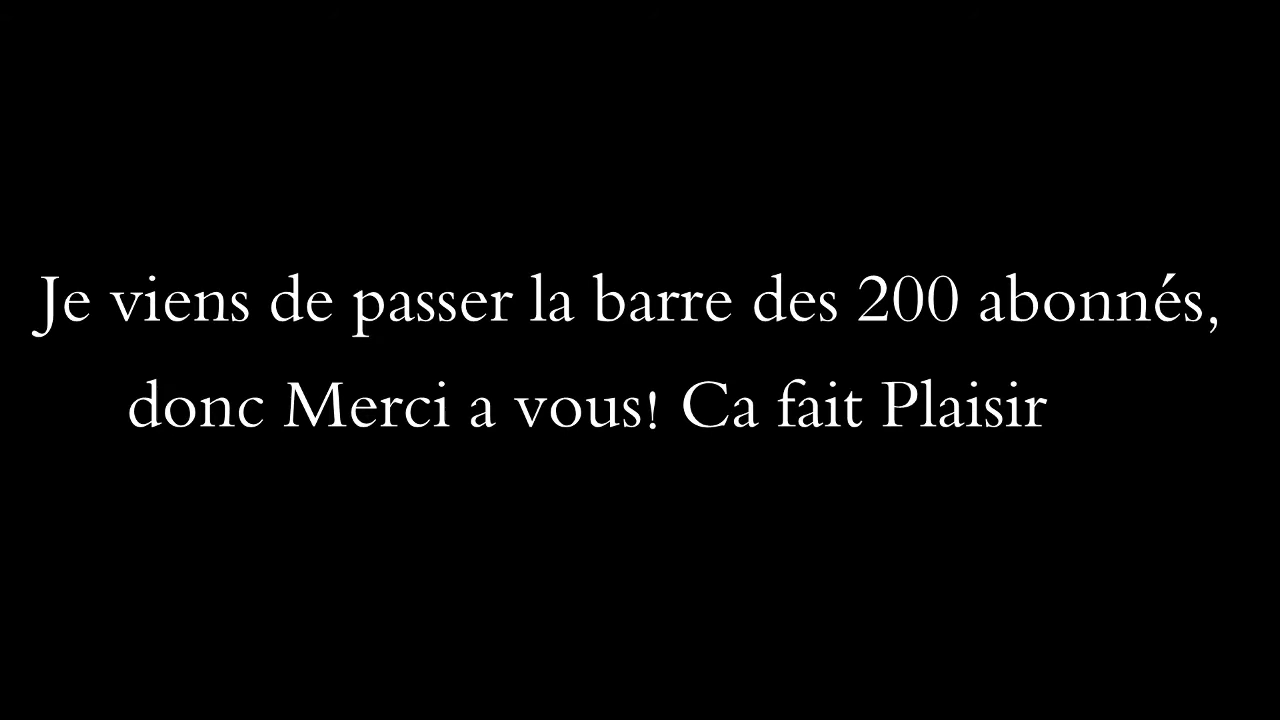 Je viens de passer la barre des 200 abonnés,
donc Merci a vous! Ca fait Plaisir